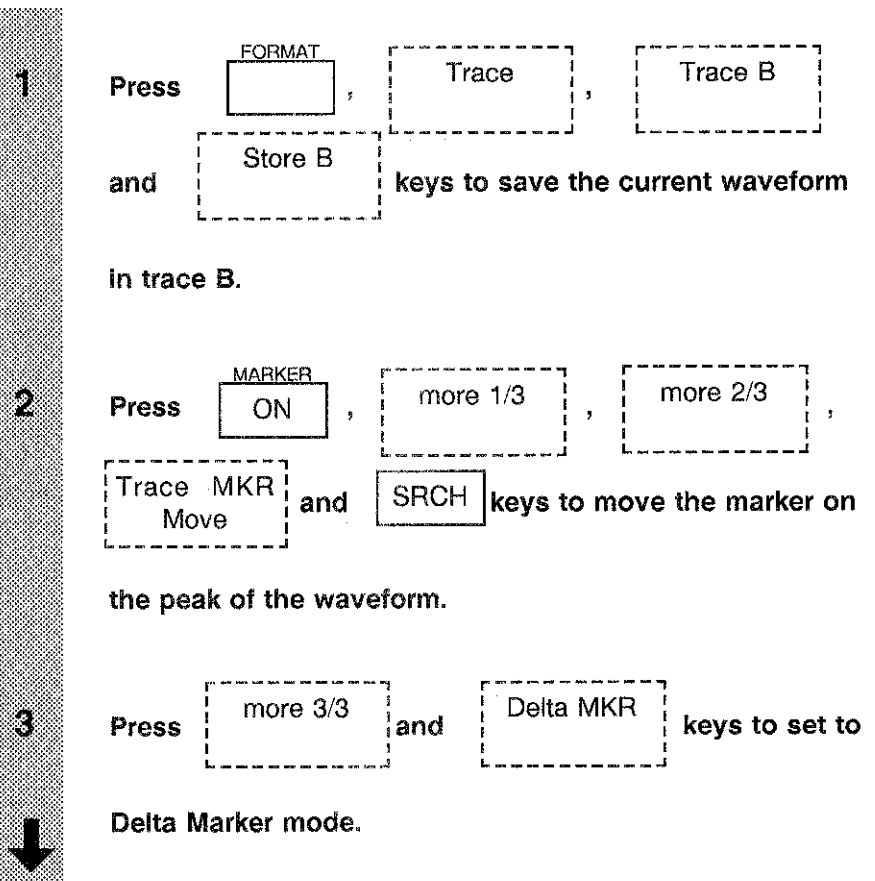 FORMAT
1 Press , Trace , Trace B
and Store B keys to save the current waveform
in trace B.
MARKER
2 Press ON , more 1/3 , more 2/3 ,
Trace MKR Move and SRCH keys to move the marker on
the peak of the waveform.
3 Press more 3/3 and Delta MKR keys to set to
Delta Marker mode.